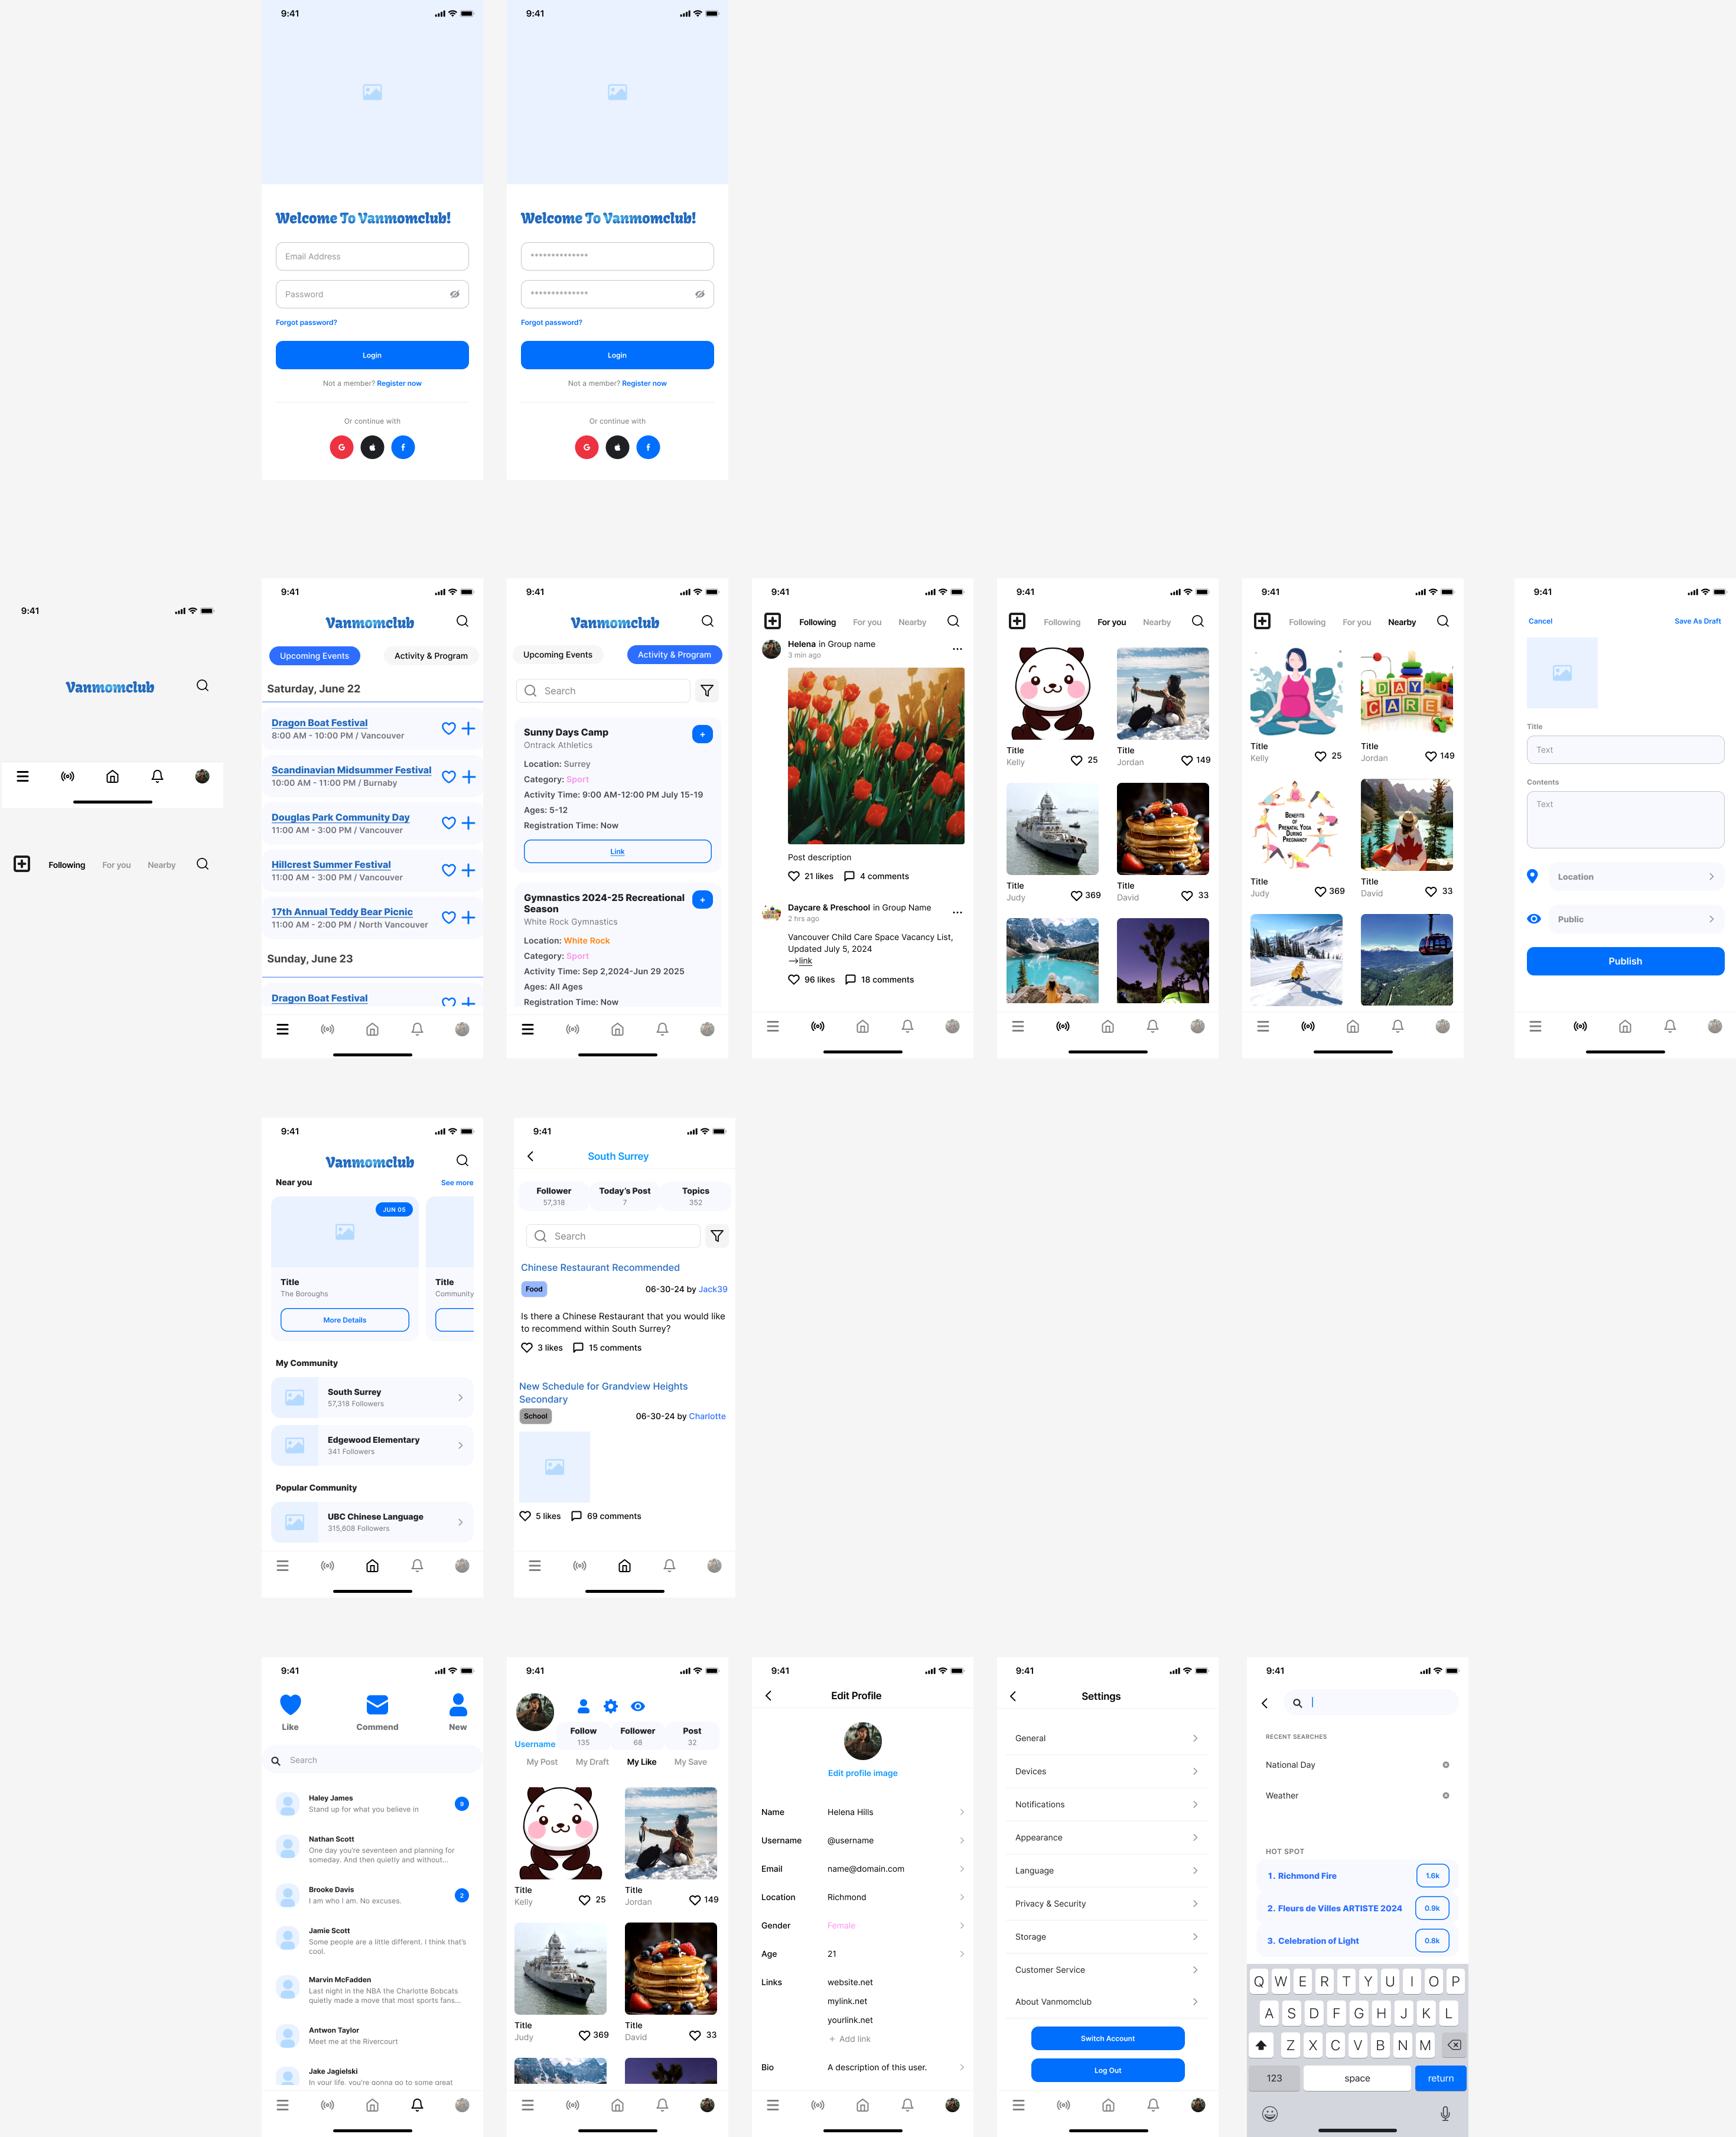 9:41
Welcome To Vanmomclub!
Email Address
Password
Forgot password?
Login
Not a member? Register now
Or continue with
9:41
Welcome To Vanmomclub!
**************
**************
Forgot password?
Login
Not a member? Register now
Or continue with
9:41
Vanmomclub
Following
For you
Nearby
9:41
Vanmomclub
Upcoming Events
Activity & Program
Saturday, June 22
Dragon Boat Festival
8:00 AM - 10:00 PM / Vancouver
Scandinavian Midsummer Festival
10:00 AM - 11:00 PM / Burnaby
Douglas Park Community Day
11:00 AM - 3:00 PM / Vancouver
Hillcrest Summer Festival
11:00 AM - 3:00 PM / Vancouver
17th Annual Teddy Bear Picnic
11:00 AM - 2:00 PM / North Vancouver
Sunday, June 23
Dragon Boat Festival
9:41
Vanmomclub
Upcoming Events
Activity & Program
Search
Sunny Days Camp
Ontrack Athletics
Location: Surrey
Category: Sport
Activity Time: 9:00 AM-12:00 PM July 15-19
Ages: 5-12
Registration Time: Now
Link
Gymnastics 2024-25 Recreational
Season
White Rock Gymnastics
Location: White Rock
Category: Sport
Activity Time: Sep 2,2024-Jun 29 2025
Ages: All Ages
Registration Time: Now
9:41
Following
For you
Nearby
Helena in Group name
3 min ago
Post description
21 likes
4 comments
Daycare & Preschool in Group Name
2 hrs ago
Vancouver Child Care Space Vacancy List,
Updated July 5, 2024
→link
96 likes
18 comments
9:41
Following
For you
Nearby
Title
Kelly
25
Title
Jordan
149
Title
Judy
369
Title
David
33
9:41
Following
For you
Nearby
DAY
CARE
Title
Kelly
25
Title
Jordan
149
BENEFITS
OF
PRENATAL YOGA
DURING
PREGNANCY
Title
Judy
369
Title
David
33
9:41
Cancel
Save As Draft
Title
Text
Contents
Text
Location
Public
Publish
9:41
Vanmomclub
Near you
See more
JUN 05
Title
The Boroughs
More Details
Title
Community
My Community
South Surrey
57,318 Followers
Edgewood Elementary
341 Followers
Popular Community
UBC Chinese Language
315,608 Followers
9:41
South Surrey
Follower
57,318
Today's Post
7
Topics
352
Search
Chinese Restaurant Recommended
Food
06-30-24 by Jack39
Is there a Chinese Restaurant that you would like
to recommend within South Surrey?
3 likes
15 comments
New Schedule for Grandview Heights
Secondary
School
06-30-24 by Charlotte
5 likes
69 comments
9:41
Like
Commend
New
Search
Haley James
Stand up for what you believe in
9
Nathan Scott
One day you're seventeen and planning for
someday. And then quietly and without...
Brooke Davis
I am who I am. No excuses.
2
Jamie Scott
Some people are a little different. I think that's
cool.
Marvin McFadden
Last night in the NBA the Charlotte Bobcats
quietly made a move that most sports fans...
Antwon Taylor
Meet me at the Rivercourt
Jake Jagielski
In your life, you're gonna go to some great
9:41
Username
Follow
135
Follower
68
Post
32
My Post
My Draft
My Like
My Save
Title
Kelly
25
Title
Jordan
149
Title
Judy
369
Title
David
33
9:41
Edit Profile
Edit profile image
Name
Helena Hills
Username
@username
Email
name@domain.com
Location
Richmond
Gender
Female
Age
21
Links
website.net
mylink.net
yourlink.net
+ Add link
Bio
A description of this user.
9:41
Settings
General
Devices
Notifications
Appearance
Language
Privacy & Security
Storage
Customer Service
About Vanmomclub
Switch Account
Log Out
9:41
RECENT SEARCHES
National Day
Weather
HOT SPOT
1. Richmond Fire
1.6k
2. Fleurs de Villes ARTISTE 2024
0.9k
3. Celebration of Light
0.8k
Q W E R T Y U I O P
A S D F G H J K L
Z X C V B N M
123
space
return